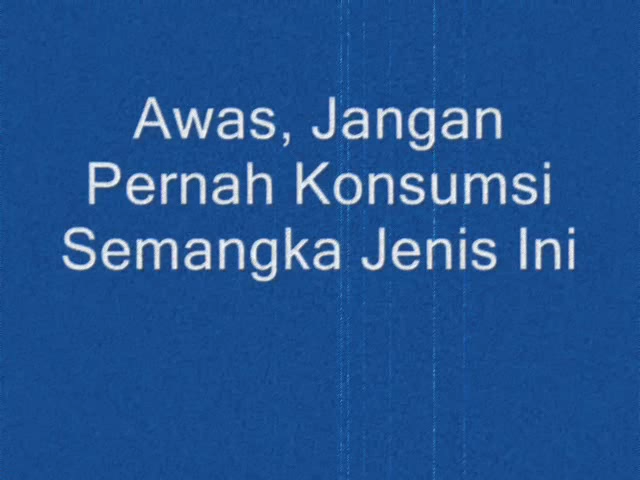 Awas, Jangan
Pernah Konsumsi
Semangka Jenis Ini